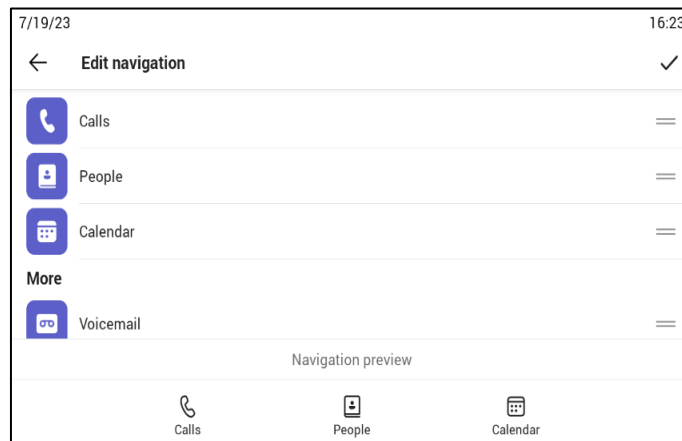 7/19/23 16:23
Edit navigation
Calls
People
Calendar
More
Voicemail
Navigation preview
Calls People Calendar